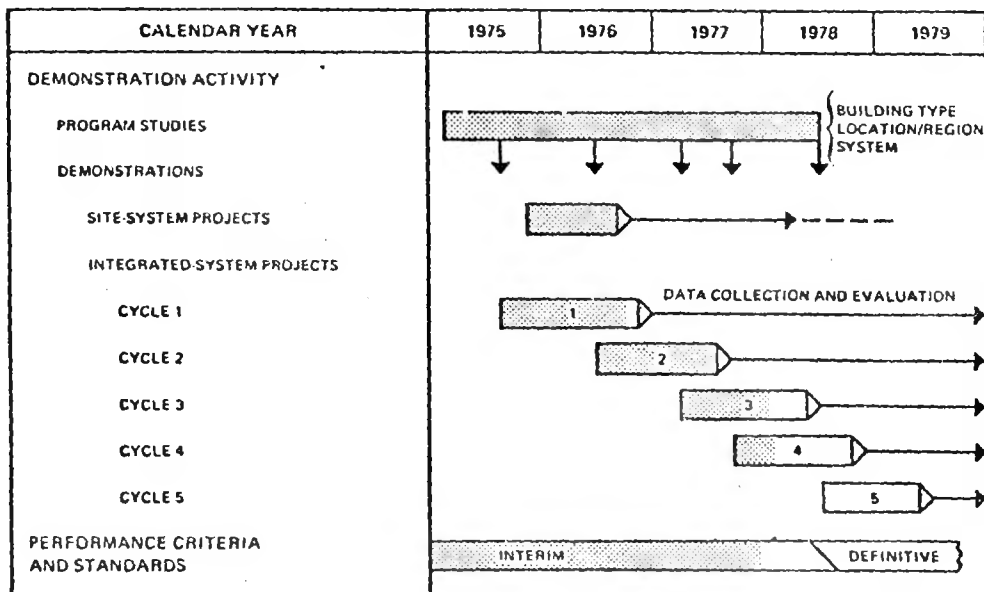 CALENDAR YEAR 1975 1976 1977 1978 1979
DEMONSTRATION ACTIVITY
PROGRAM STUDIES
BUILDING TYPE
LOCATION/REGION
SYSTEM
DEMONSTRATIONS
SITE-SYSTEM PROJECTS
INTEGRATED-SYSTEM PROJECTS
DATA COLLECTION AND EVALUATION
CYCLE 1 1
CYCLE 2 2
CYCLE 3 3
CYCLE 4 4
CYCLE 5 5
PERFORMANCE CRITERIA
AND STANDARDS
INTERIM DEFINITIVE